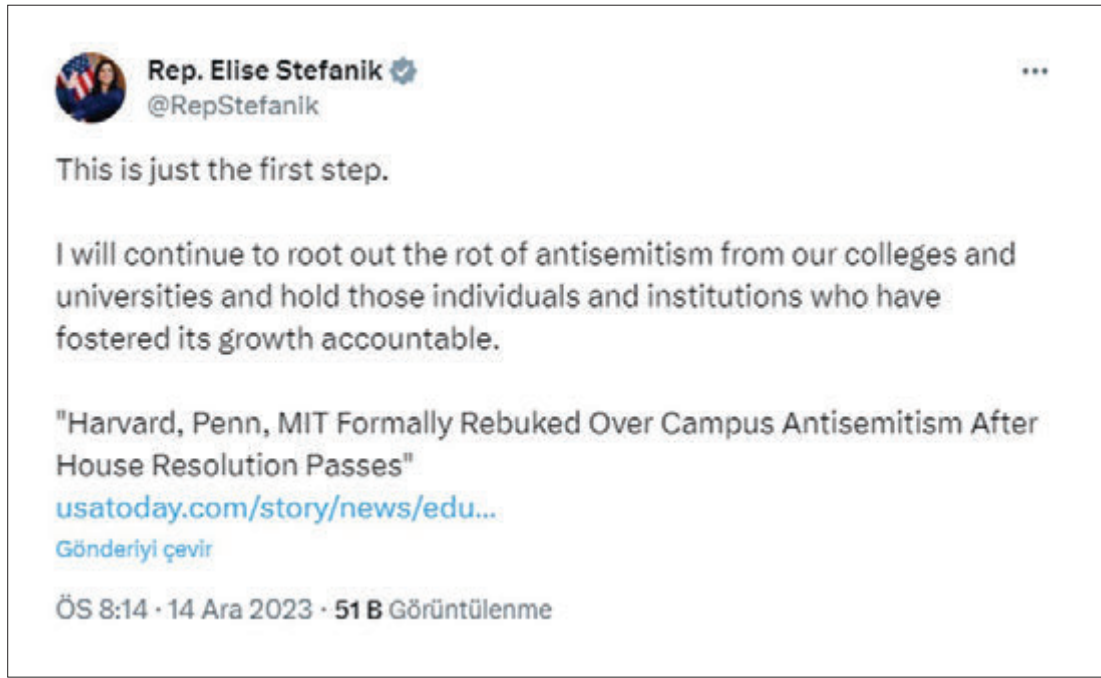 Rep. Elise Stefanik
@RepStefanik
This is just the first step.
I will continue to root out the rot of antisemitism from our colleges and
universities and hold those individuals and institutions who have
fostered its growth accountable.
"Harvard, Penn, MIT Formally Rebuked Over Campus Antisemitism After
House Resolution Passes"
usatoday.com/story/news/edu...
Gönderiyi çevir
ÖS 8:14 · 14 Ara 2023 · 51 B Görüntülenme